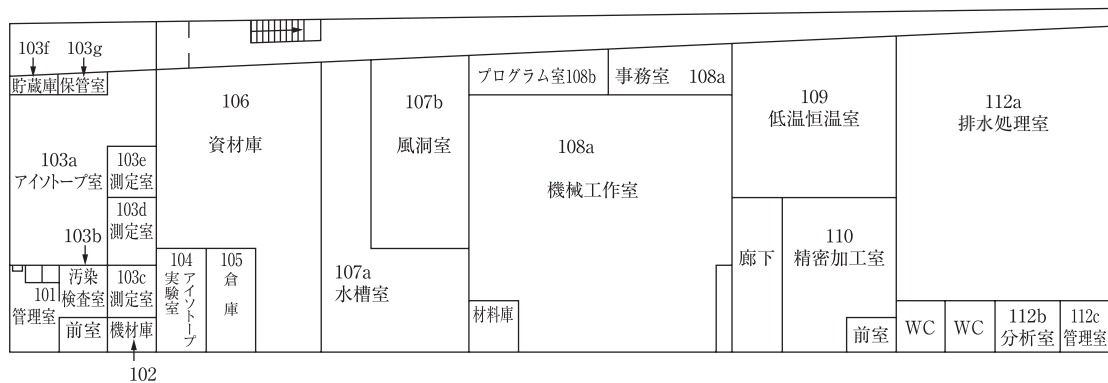 103f
103g
貯蔵庫
保管室
103a
アイソトープ室
103e
測定室
103d
測定室
103b
汚染
検査室
103c
測定室
101
管理室
前室
機材庫
102
106
資材庫
104
アイソトープ
実験室
105
倉庫
107a
水槽室
107b
風洞室
プログラム室108b
事務室 108a
108a
機械工作室
材料庫
109
低温恒温室
廊下
110
精密加工室
前室
112a
排水処理室
WC
WC
112b
分析室
112c
管理室